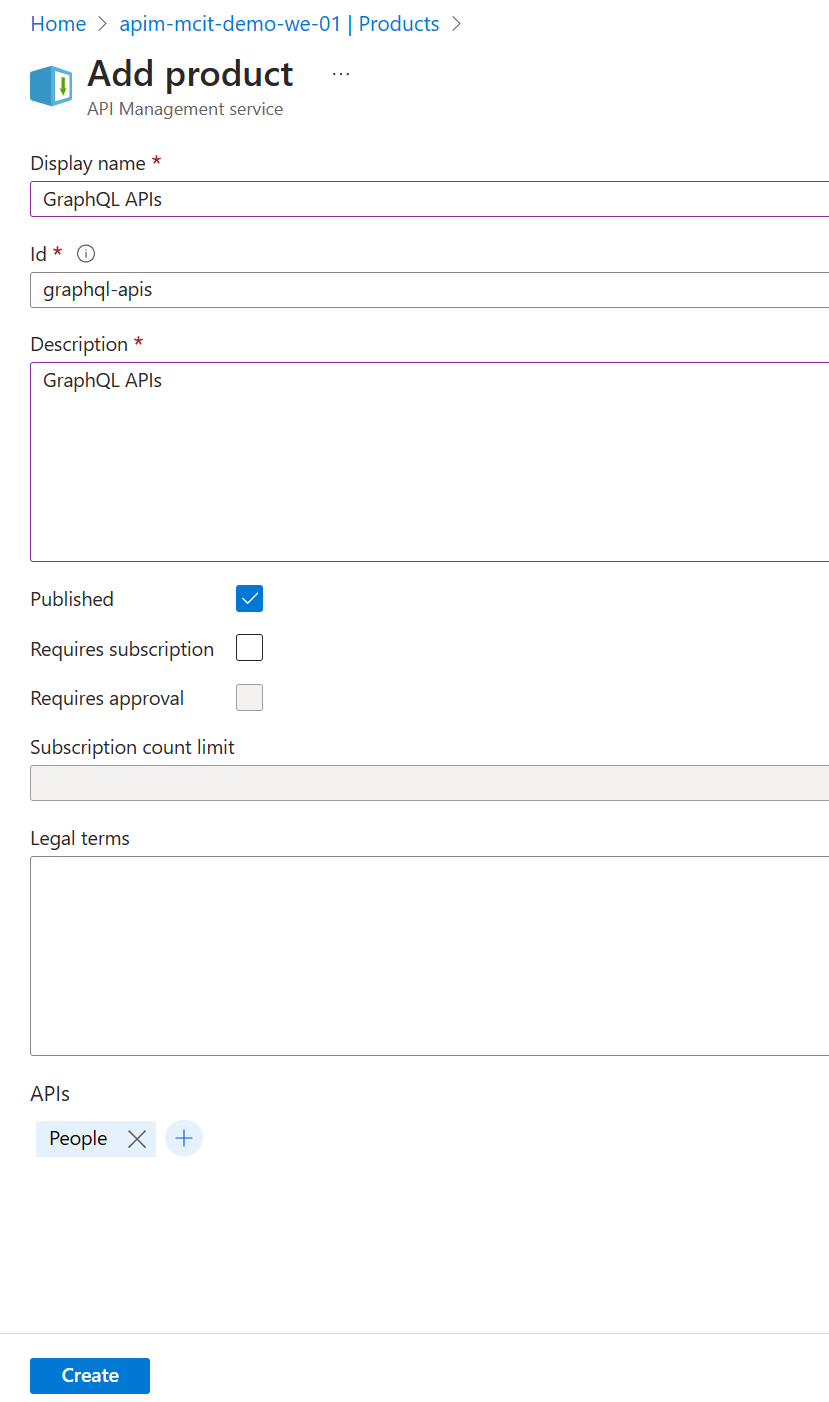 Home > apim-mcit-demo-we-01 | Products >
Add product ...
API Management service
Display name *
GraphQL APIs
Id *
graphql-apis
Description *
GraphQL APIs
Published
Requires subscription
Requires approval
Subscription count limit
Legal terms
APIs
People
Create